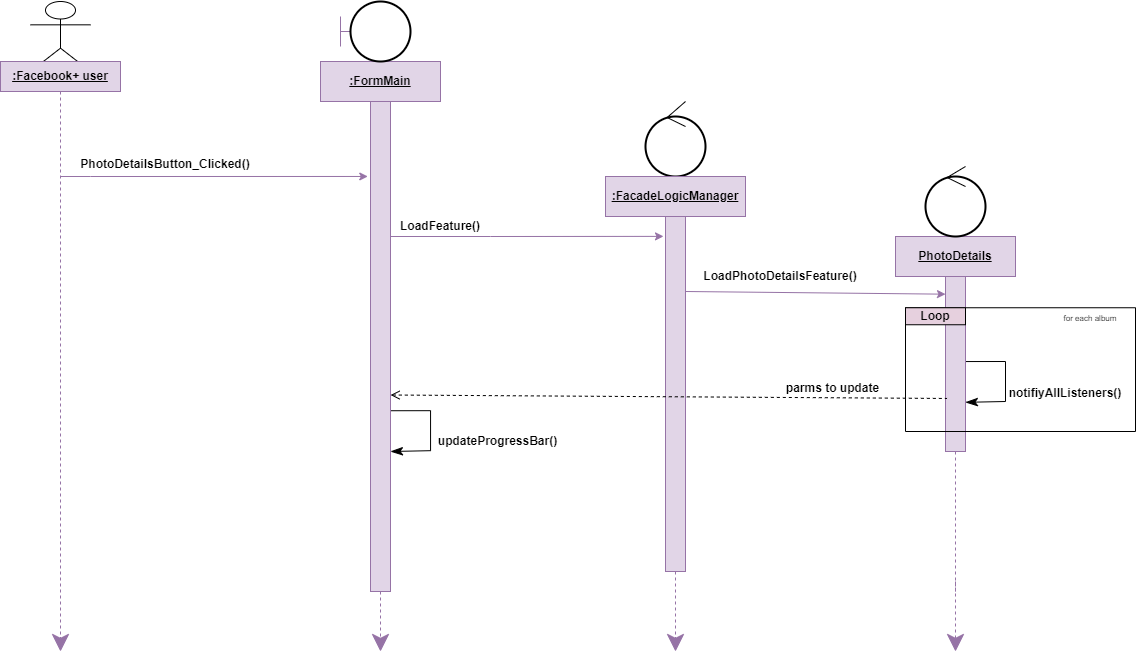 :Facebook+ user
:FormMain
PhotoDetailsButton_Clicked()
:FacadeLogicManager
LoadFeature()
PhotoDetails
LoadPhotoDetailsFeature()
Loop
for each album
parms to update
notifiyAllListeners()
updateProgressBar()